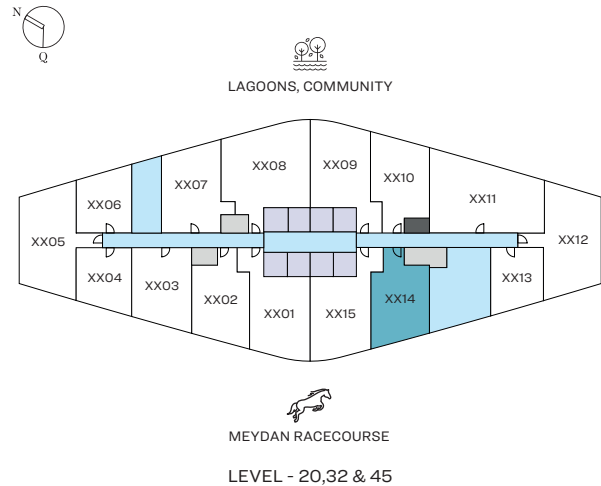 N
Q
LAGOONS, COMMUNITY
XX08
XX09
XX07
XX10
XX06
XX11
XX05
XX12
XX04
XX03
XX02
XX01
XX15
XX14
XX13
MEYDAN RACECOURSE
LEVEL - 20,32 & 45